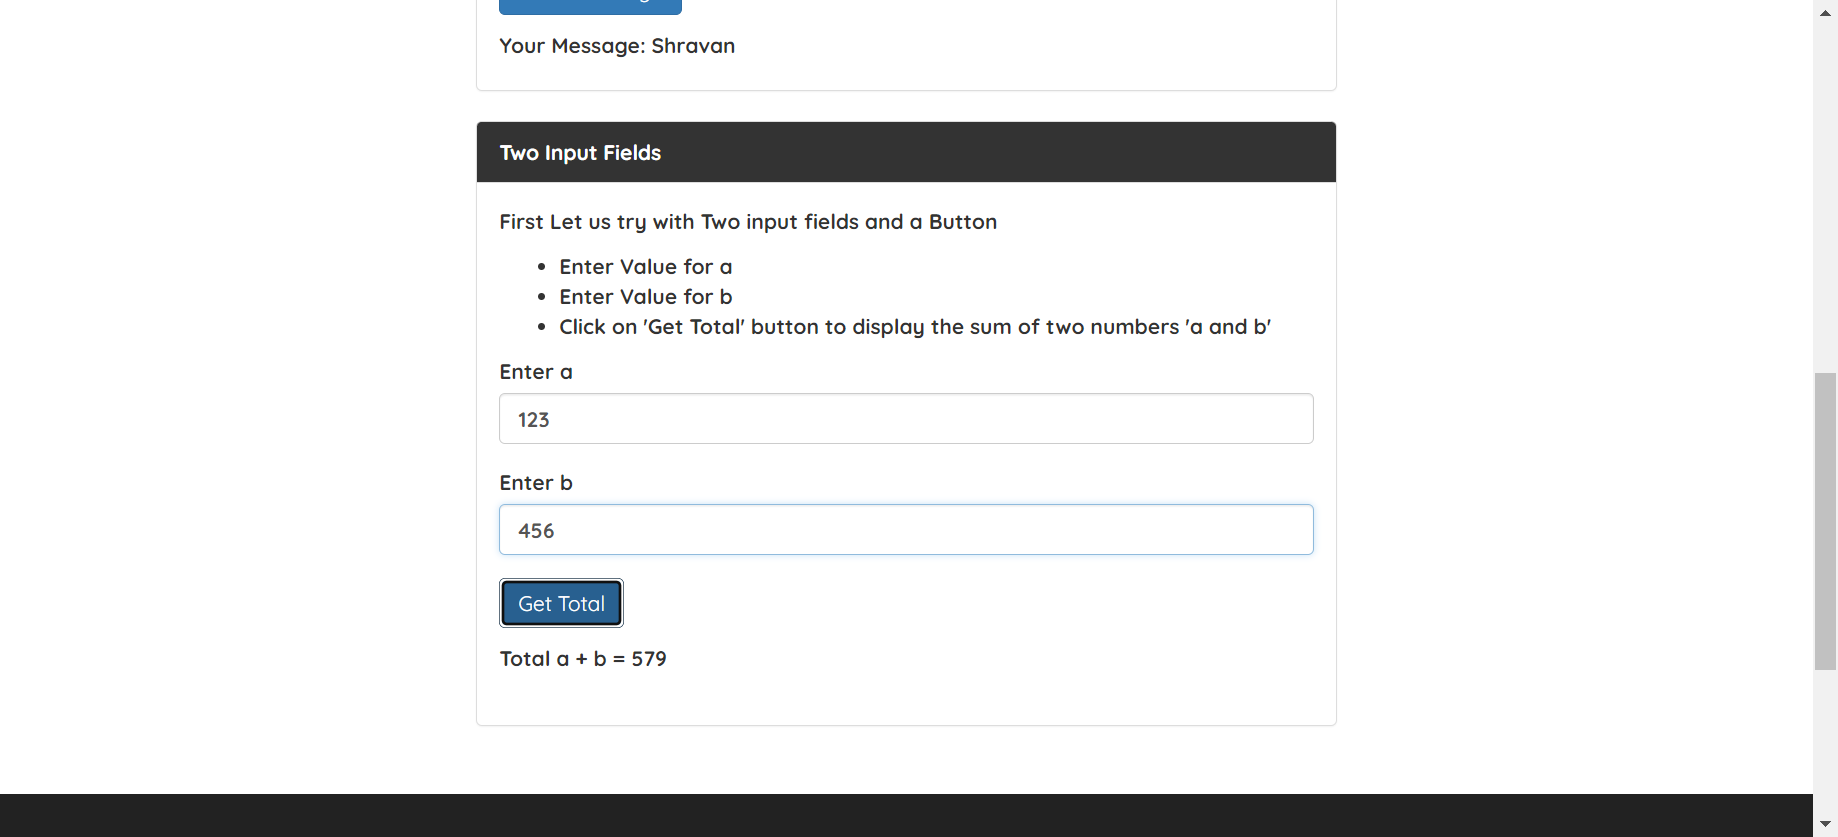 Your Message: Shravan
Two Input Fields
First Let us try with Two input fields and a Button
• Enter Value for a
• Enter Value for b
• Click on 'Get Total' button to display the sum of two numbers 'a and b'
Enter a
123
Enter b
456
Get Total
Total a + b = 579